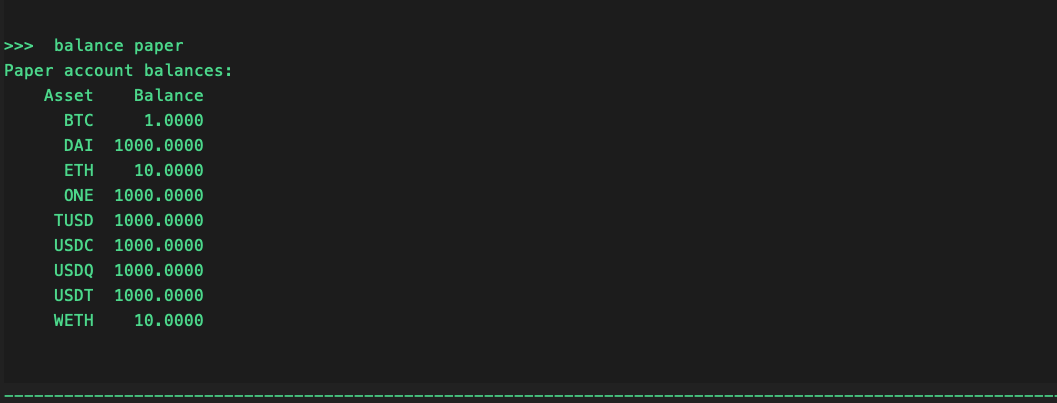 >>>  balance paper
Paper account balances:
    Asset    Balance
      BTC     1.0000
      DAI  1000.0000
      ETH    10.0000
      ONE  1000.0000
     TUSD  1000.0000
     USDC  1000.0000
     USDQ  1000.0000
     USDT  1000.0000
     WETH    10.0000